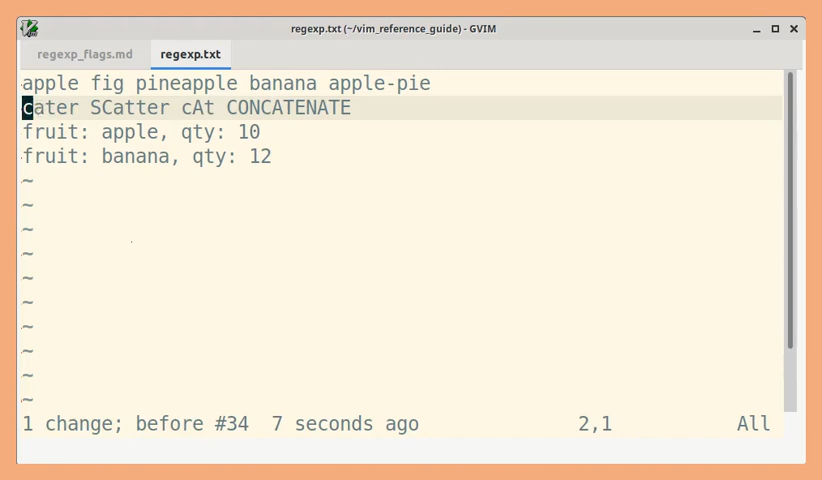 regexp.txt (~/vim_reference_guide) - GVIM
regexp_flags.md regexp.txt
apple fig pineapple banana apple-pie
cater SCatter cAt CONCATENATE
fruit: apple, qty: 10
fruit: banana, qty: 12
~
~
~
~
~
~
~
~
~
~
1 change; before #34  7 seconds ago 2,1 All